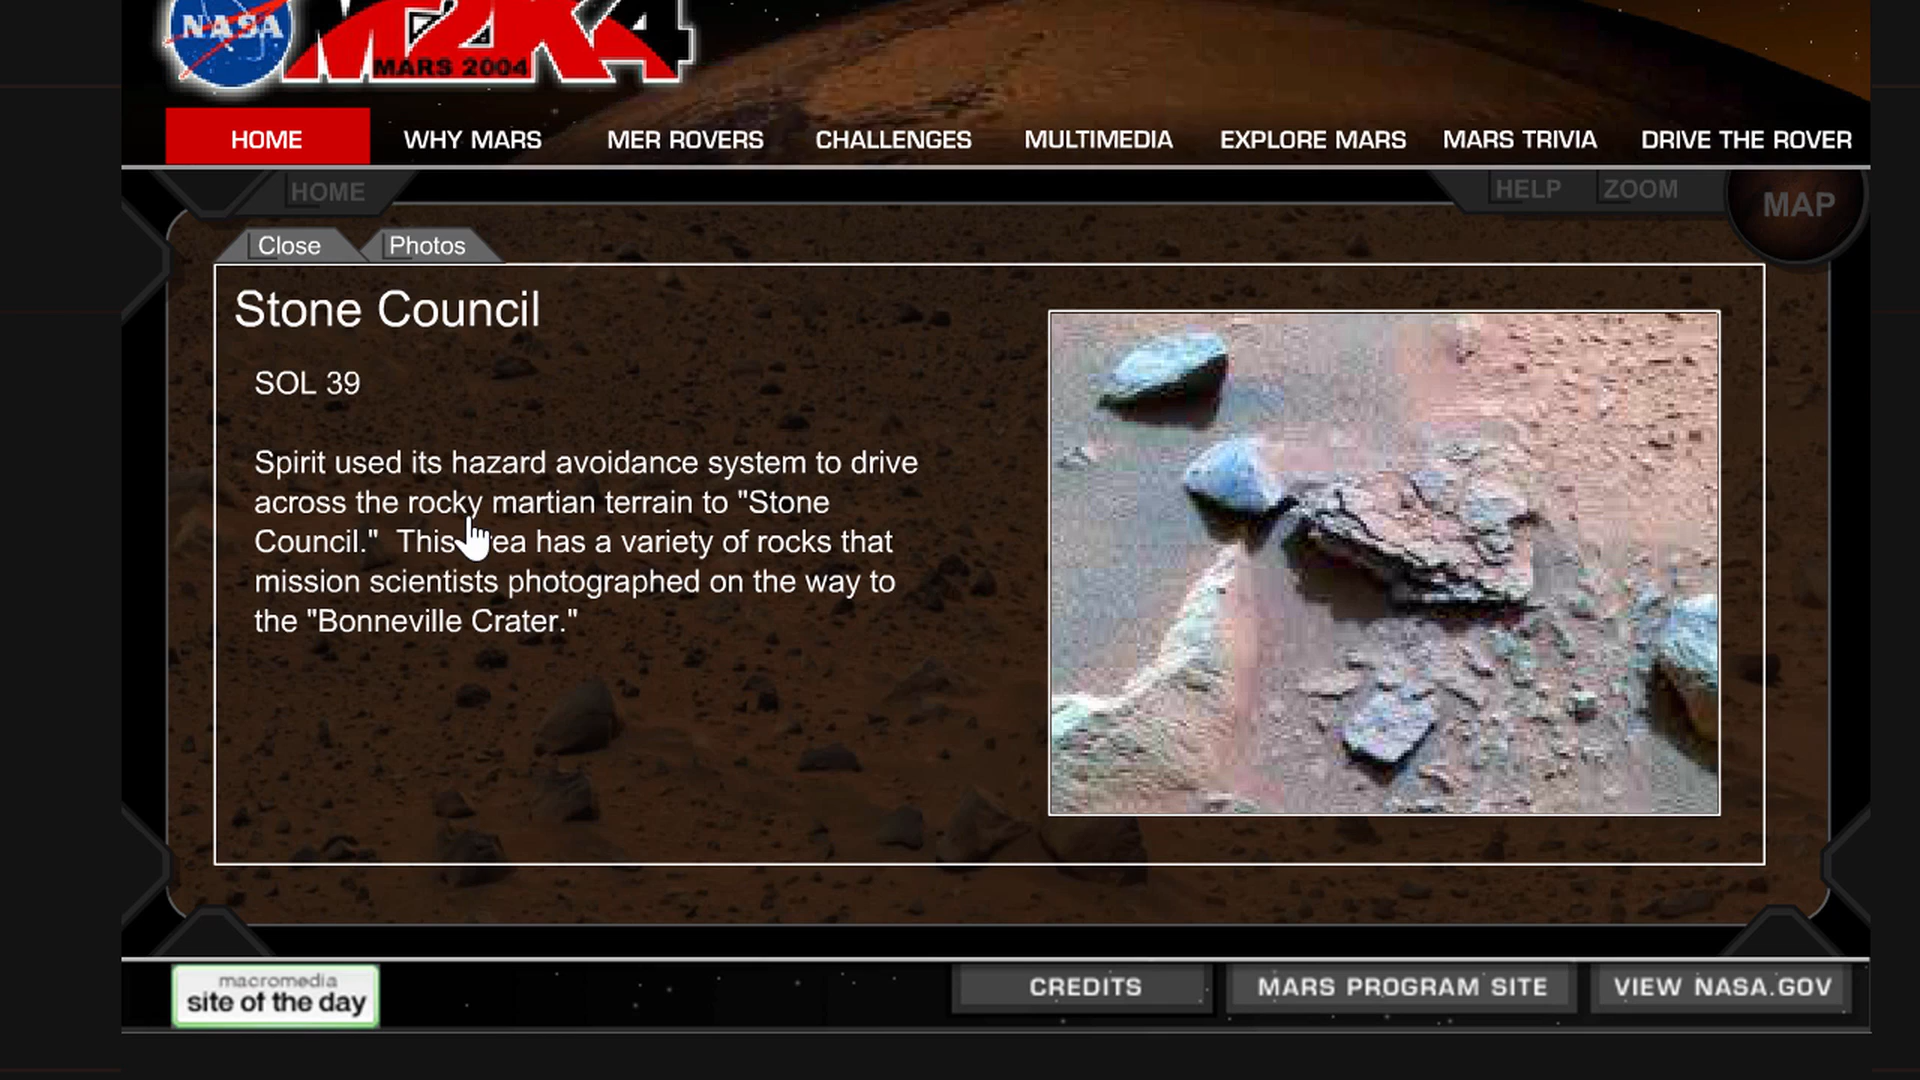 NASA
M2K4
MARS 2004
HOME
WHY MARS
MER ROVERS
CHALLENGES
MULTIMEDIA
EXPLORE MARS
MARS TRIVIA
DRIVE THE ROVER
HOME
HELP
ZOOM
MAP
Close
Photos
Stone Council
SOL 39
Spirit used its hazard avoidance system to drive
across the rocky martian terrain to "Stone
Council." This area has a variety of rocks that
mission scientists photographed on the way to
the "Bonneville Crater."
macromedia
site of the day
CREDITS
MARS PROGRAM SITE
VIEW NASA.GOV